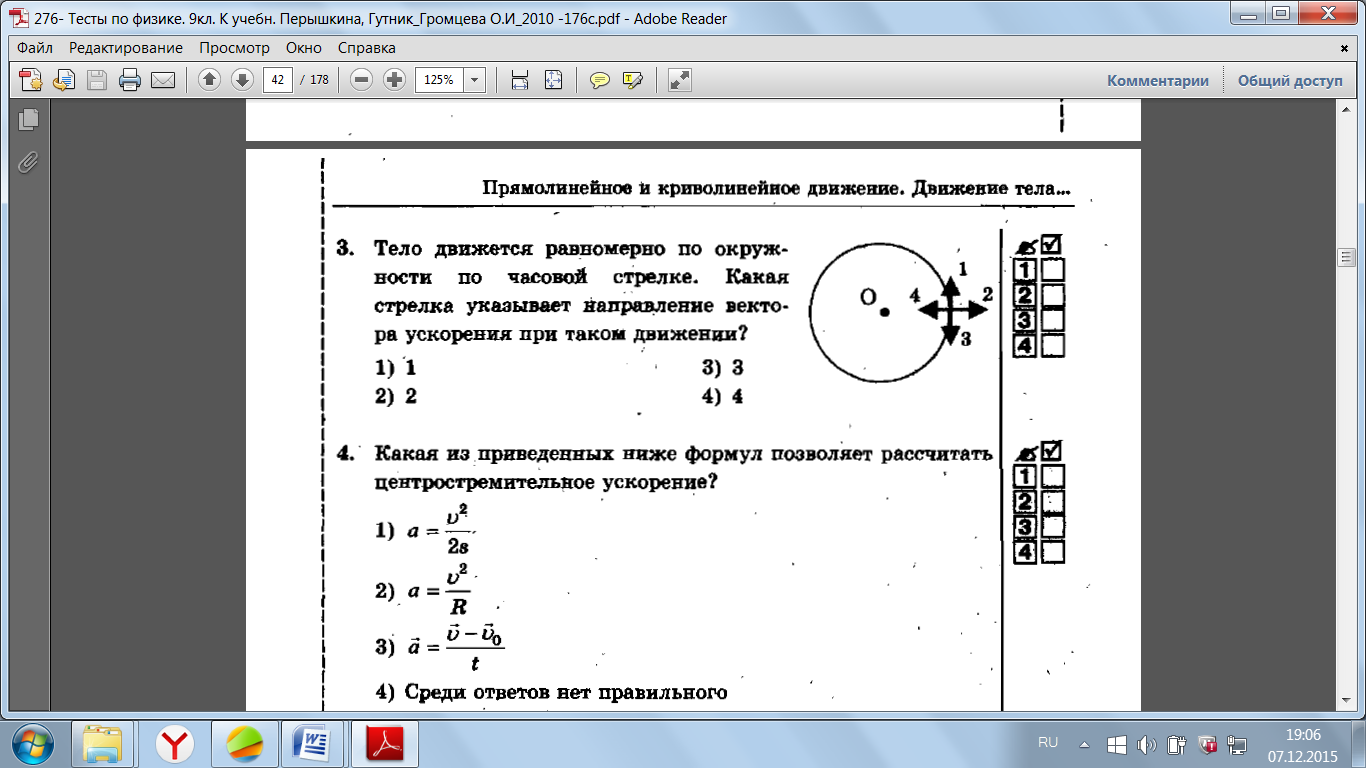 276- Тесты по физике. 9кл. К учебн. Перышкина, Гутник_Громцева О.И_2010 -176с.pdf - Adobe Reader
Файл Редактирование Просмотр Окно Справка
42 / 178 125% Комментарии Общий доступ
Прямолинейное и криволинейное движение. Движение тела...
3. Тело движется равномерно по окруж-
ности по часовой стрелке. Какая
стрелка указывает направление векто-
ра ускорения при таком движении?
1) 1 3) 3
2) 2 4) 4
O 4 1 2 3
1
2
3
4
4. Какая из приведенных ниже формул позволяет рассчитать
центростремительное ускорение?
1) a = υ²/2s
2) a = υ²/R
3) a⃗ = (υ⃗ − υ⃗₀)/t
4) Среди ответов нет правильного
1
2
3
4
RU 19:06
07.12.2015